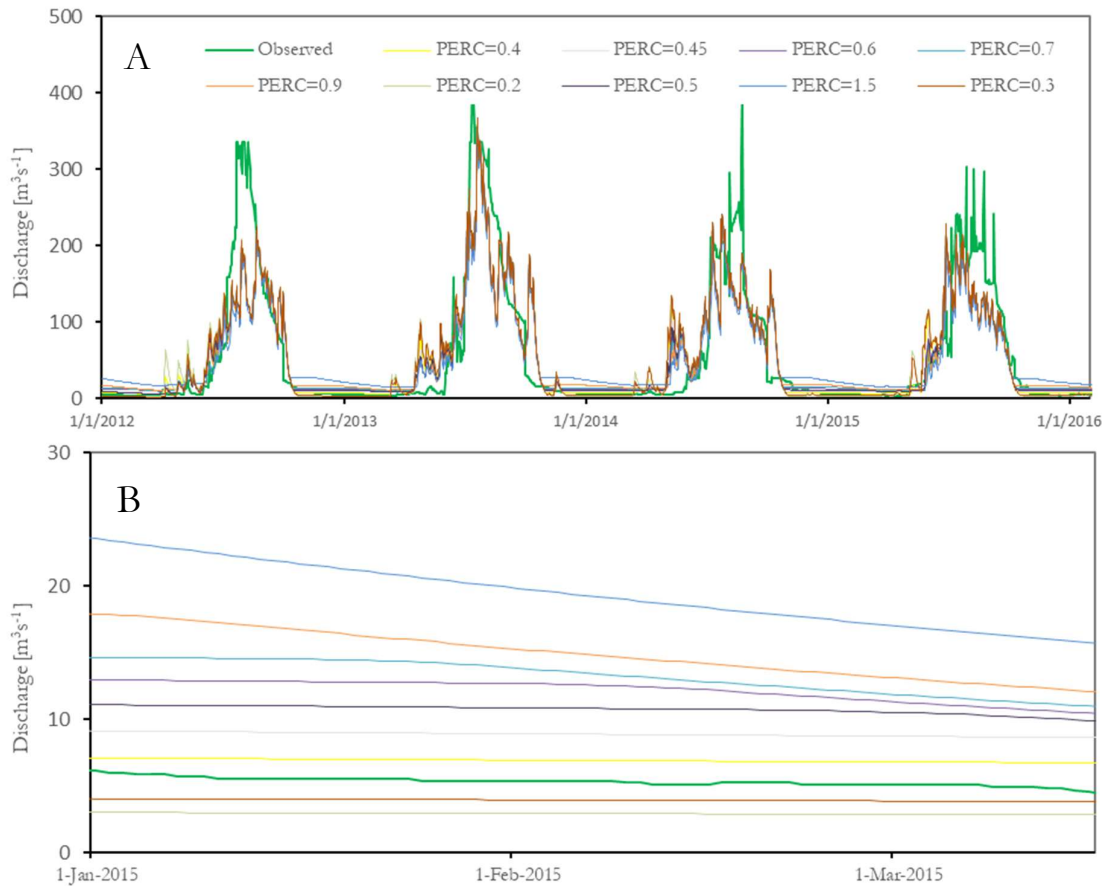 500
A
Observed PERC=0.4 PERC=0.45 PERC=0.6 PERC=0.7
PERC=0.9 PERC=0.2 PERC=0.5 PERC=1.5 PERC=0.3
400
300
200
100
0
Discharge [m³s⁻¹]
1/1/2012 1/1/2013 1/1/2014 1/1/2015 1/1/2016
30
B
20
10
0
Discharge [m³s⁻¹]
1-Jan-2015 1-Feb-2015 1-Mar-2015